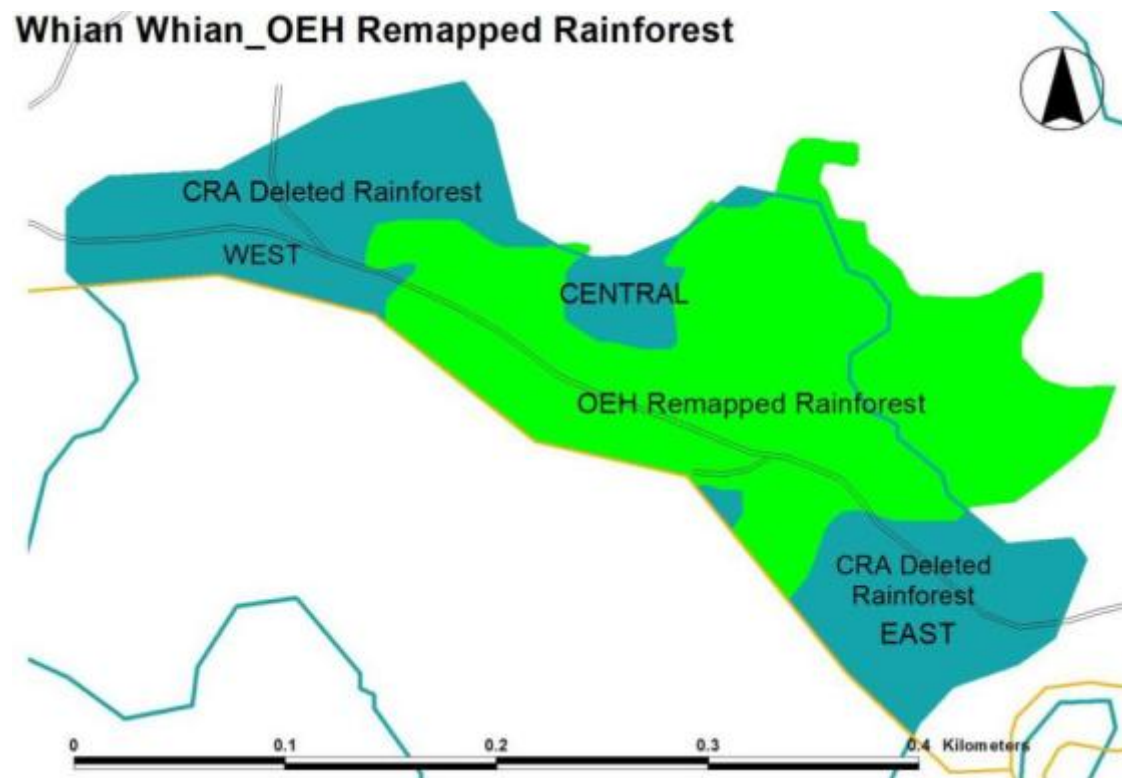 Whian Whian_OEH Remapped Rainforest
CRA Deleted Rainforest
WEST
CENTRAL
OEH Remapped Rainforest
CRA Deleted
Rainforest
EAST
0 0.1 0.2 0.3 0.4 Kilometers